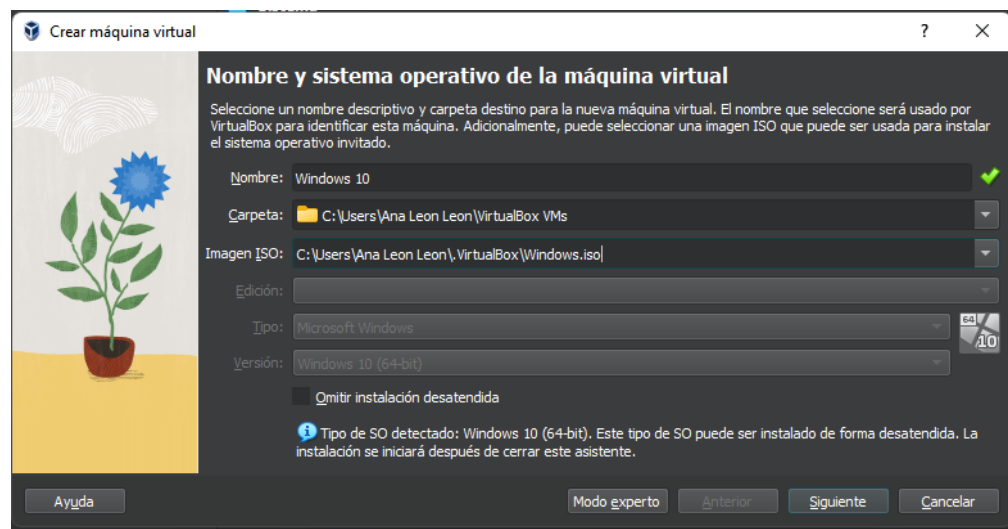 Crear máquina virtual
?
Nombre y sistema operativo de la máquina virtual
Seleccione un nombre descriptivo y carpeta destino para la nueva máquina virtual. El nombre que seleccione será usado por
VirtualBox para identificar esta máquina. Adicionalmente, puede seleccionar una imagen ISO que puede ser usada para instalar
el sistema operativo invitado.
Nombre: Windows 10
Carpeta: C:\Users\Ana Leon Leon\VirtualBox VMs
Imagen ISO: C:\Users\Ana Leon Leon\.VirtualBox\Windows.iso
Edición:
Tipo: Microsoft Windows
64
10
Versión: Windows 10 (64-bit)
Omitir instalación desatendida
Tipo de SO detectado: Windows 10 (64-bit). Este tipo de SO puede ser instalado de forma desatendida. La
instalación se iniciará después de cerrar este asistente.
Ayuda Modo experto Anterior Siguiente Cancelar